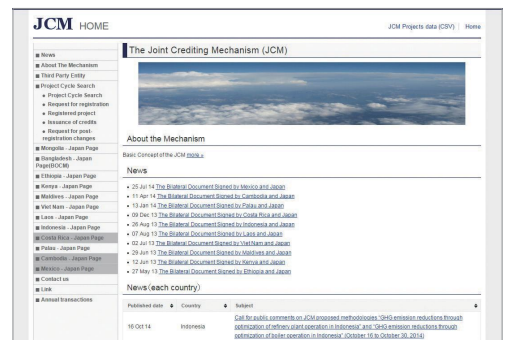 JCM HOME
JCM Projects data (CSV) | Home
News
About The Mechanism
Third Party Entity
Project Cycle Search
Project Cycle Search
Request for registration
Registered project
Issuance of credits
Request for post-
registration changes
Mongolia - Japan Page
Bangladesh - Japan
Page(BOCM)
Ethiopia - Japan Page
Kenya - Japan Page
Maldives - Japan Page
Viet Nam - Japan Page
Laos - Japan Page
Indonesia - Japan Page
Costa Rica - Japan Page
Palau - Japan Page
Cambodia - Japan Page
Mexico - Japan Page
Contact us
Link
Annual transactions
The Joint Crediting Mechanism (JCM)
About the Mechanism
Basic Concept of the JCM more »
News
25 Jul 14 The Bilateral Document Signed by Mexico and Japan
11 Apr 14 The Bilateral Document Signed by Cambodia and Japan
13 Jan 14 The Bilateral Document Signed by Palau and Japan
09 Dec 13 The Bilateral Document Signed by Costa Rica and Japan
26 Aug 13 The Bilateral Document Signed by Indonesia and Japan
07 Aug 13 The Bilateral Document Signed by Laos and Japan
02 Jul 13 The Bilateral Document Signed by Viet Nam and Japan
29 Jun 13 The Bilateral Document Signed by Maldives and Japan
12 Jun 13 The Bilateral Document Signed by Kenya and Japan
27 May 13 The Bilateral Document Signed by Ethiopia and Japan
News(each country)
Published date Country Subject
16 Oct 14 Indonesia
Call for public comments on JCM proposed methodologies "GHG emission reductions through
optimization of refinery plant operation in Indonesia" and "GHG emission reductions through
optimization of boiler operation in Indonesia" (October 16 to October 30, 2014)